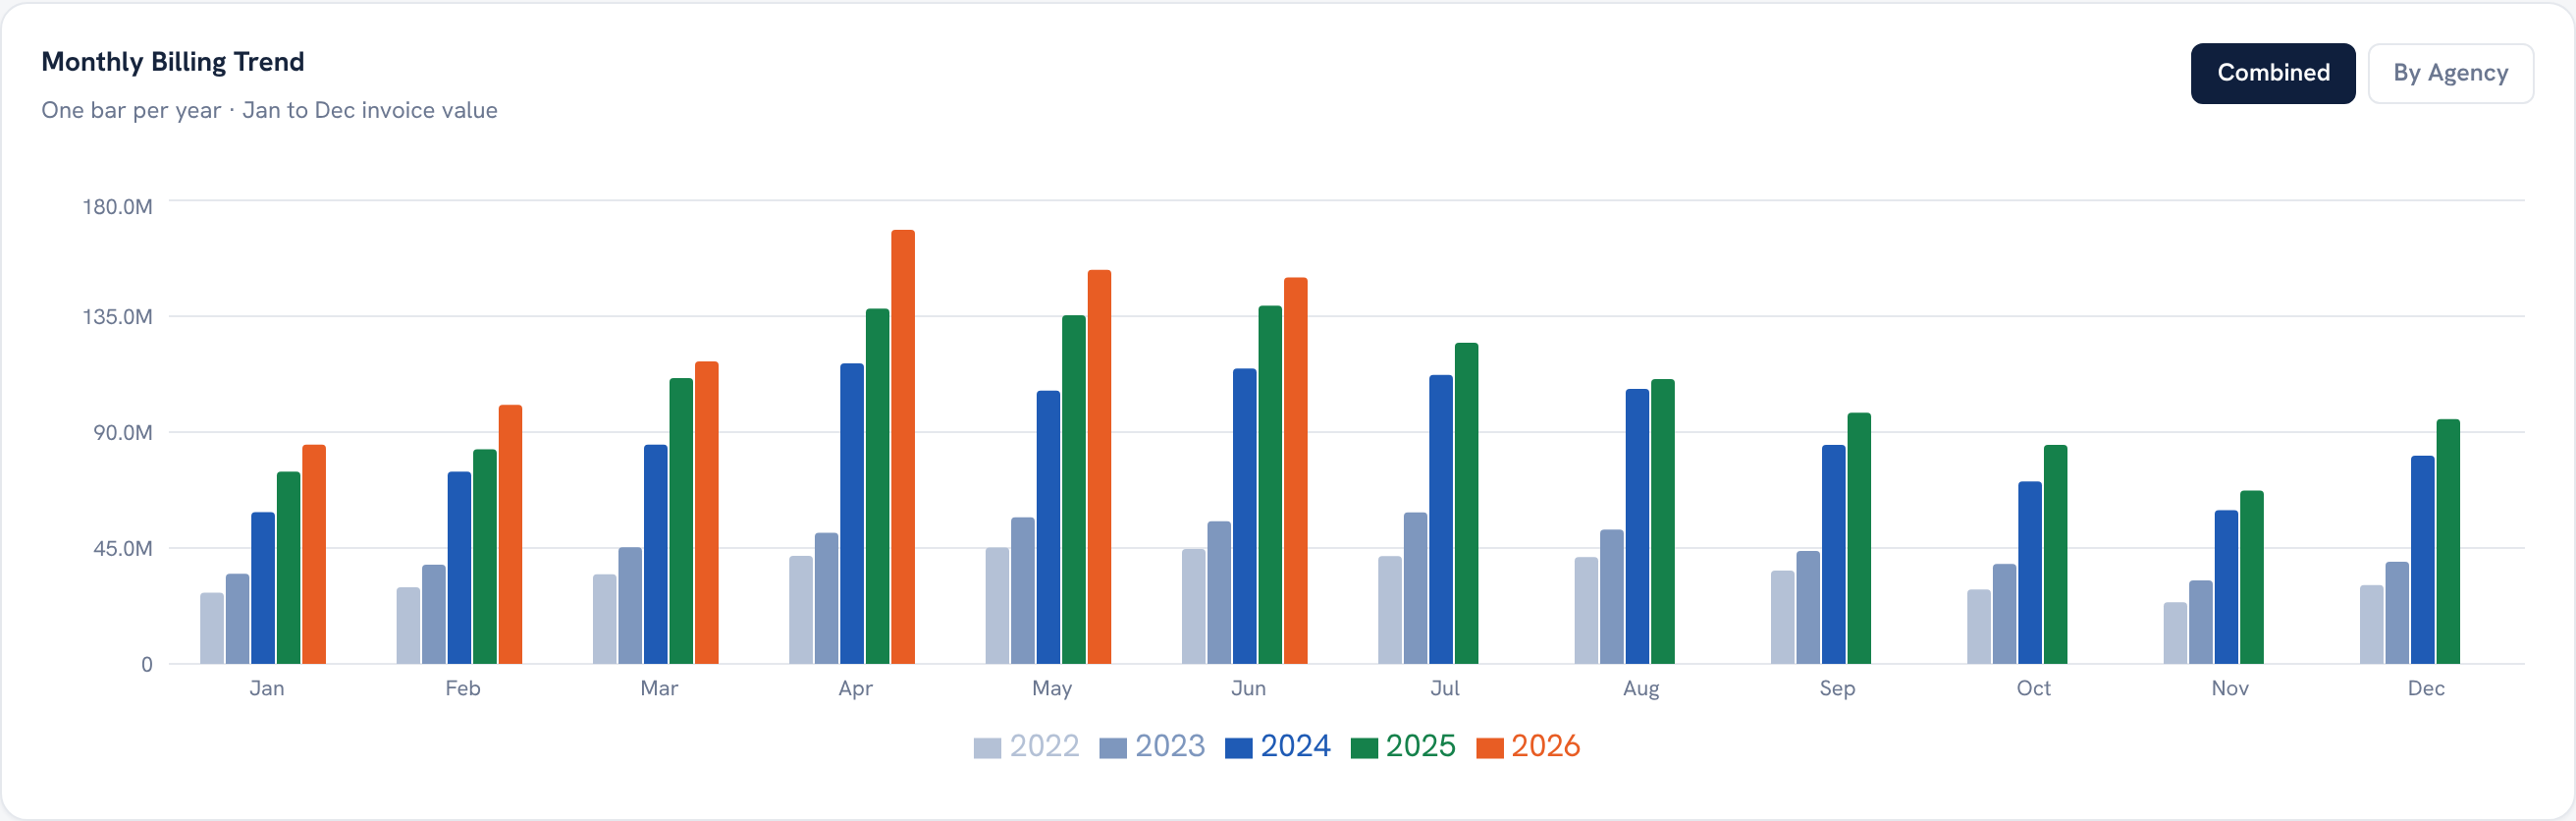 Monthly Billing Trend
One bar per year · Jan to Dec invoice value
Combined
By Agency
180.0M
135.0M
90.0M
45.0M
0
Jan Feb Mar Apr May Jun Jul Aug Sep Oct Nov Dec
2022 2023 2024 2025 2026